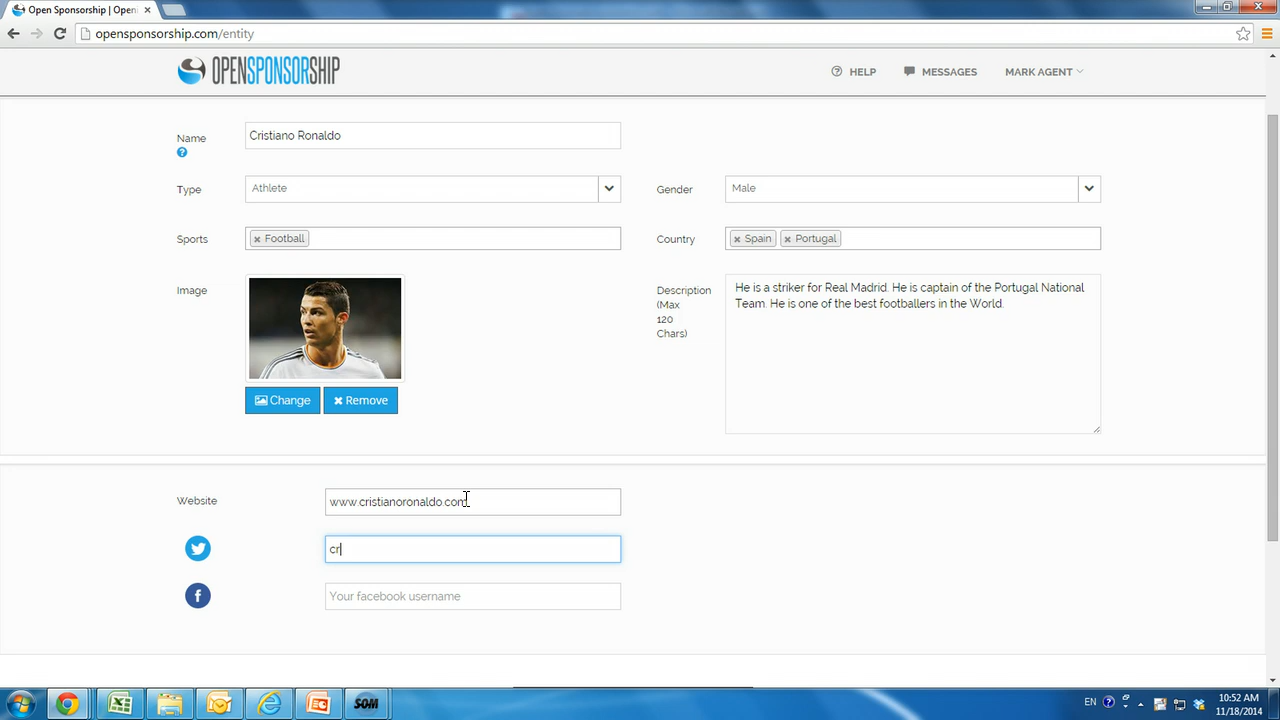 Open Sponsorship | Open
opensponsorship.com/entity
OPENSPONSORSHIP
HELP
MESSAGES
MARK AGENT
Name
Cristiano Ronaldo
Type
Athlete
Gender
Male
Sports
Football
Country
Spain
Portugal
Image
Description
(Max
120
Chars)
He is a striker for Real Madrid. He is captain of the Portugal National
Team. He is one of the best footballers in the World.
Change
Remove
Website
www.cristianoronaldo.com
cr
Your facebook username
SOM
EN
10:52 AM
11/18/2014